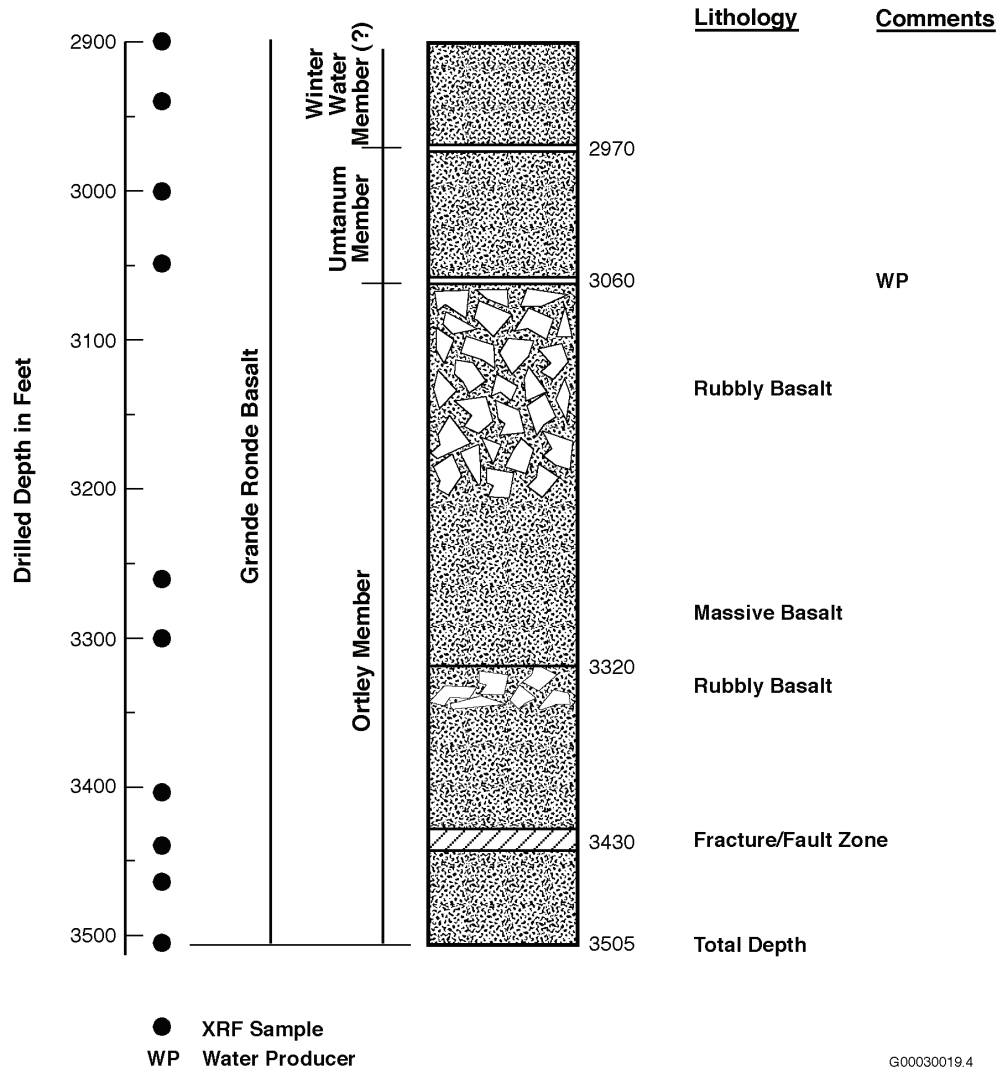 Lithology
Comments
2900
3000
3100
3200
3300
3400
3500
Drilled Depth in Feet
Grande Ronde Basalt
Winter
Water
Member (?)
Umtanum
Member
Ortley Member
2970
3060
WP
Rubbly Basalt
Massive Basalt
3320
Rubbly Basalt
3430
Fracture/Fault Zone
3505
Total Depth
XRF Sample
WP Water Producer
G00030019.4